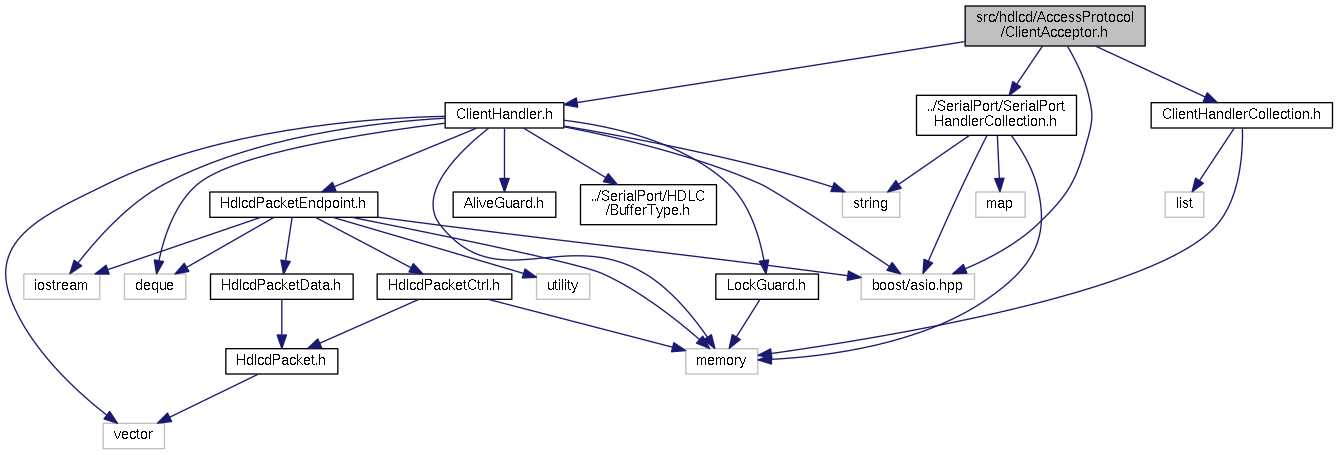 src/hdlcd/AccessProtocol
/ClientAcceptor.h
ClientHandler.h
../SerialPort/SerialPort
HandlerCollection.h
ClientHandlerCollection.h
HdlcdPacketEndpoint.h
AliveGuard.h
../SerialPort/HDLC
/BufferType.h
string
map
list
iostream
deque
HdlcdPacketData.h
HdlcdPacketCtrl.h
utility
LockGuard.h
boost/asio.hpp
HdlcdPacket.h
memory
vector